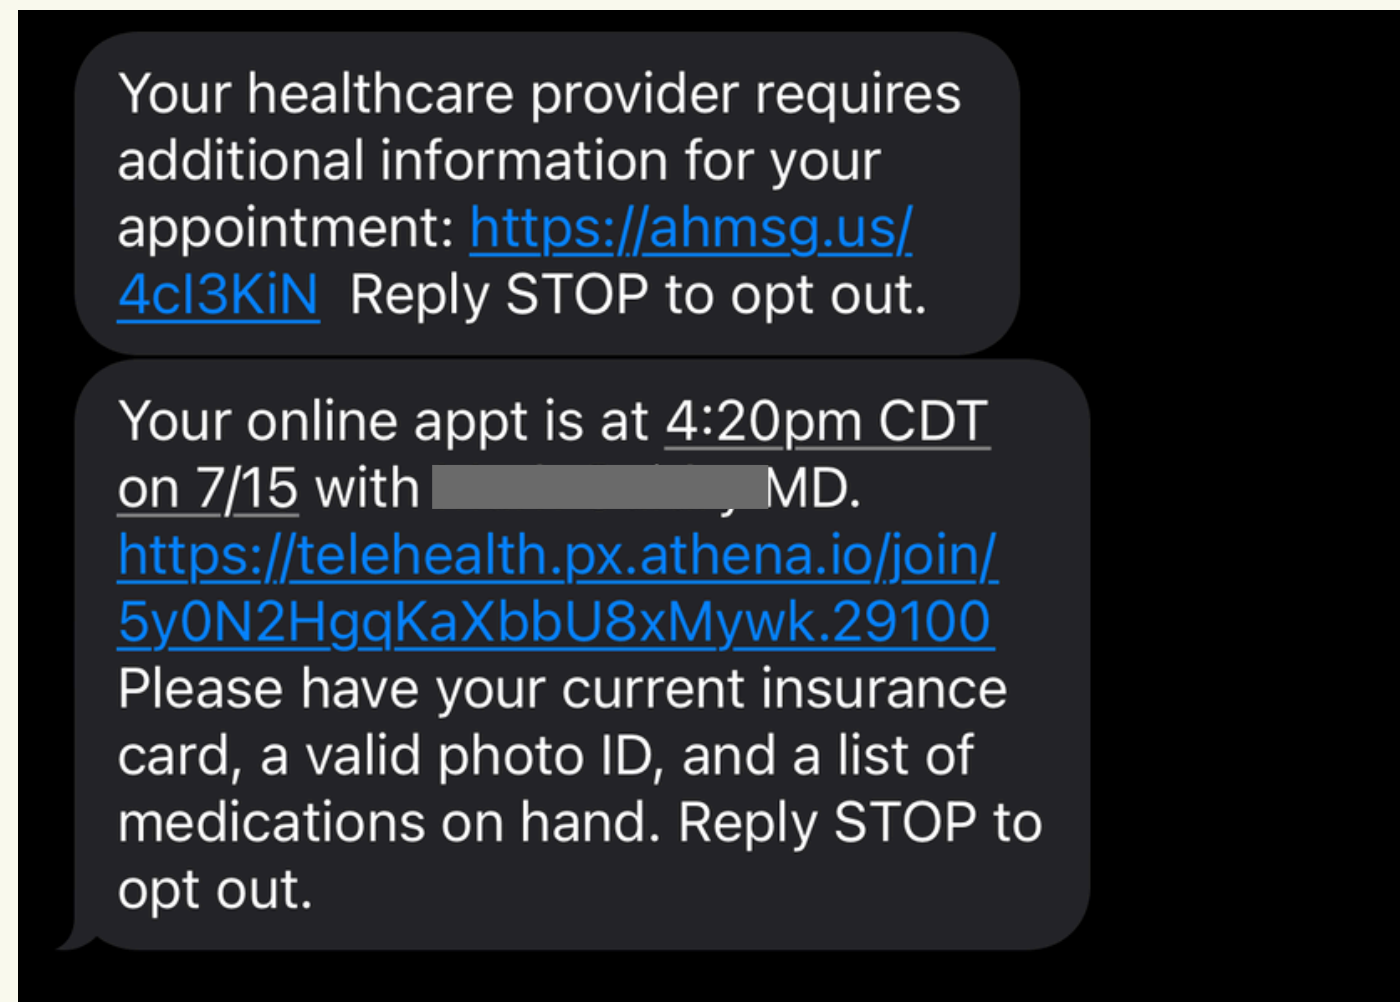 Your healthcare provider requires
additional information for your
appointment: https://ahmsg.us/
4cI3KiN  Reply STOP to opt out.
Your online appt is at 4:20pm CDT
on 7/15 with MD.
https://telehealth.px.athena.io/join/
5y0N2HgqKaXbbU8xMywk.29100
Please have your current insurance
card, a valid photo ID, and a list of
medications on hand. Reply STOP to
opt out.